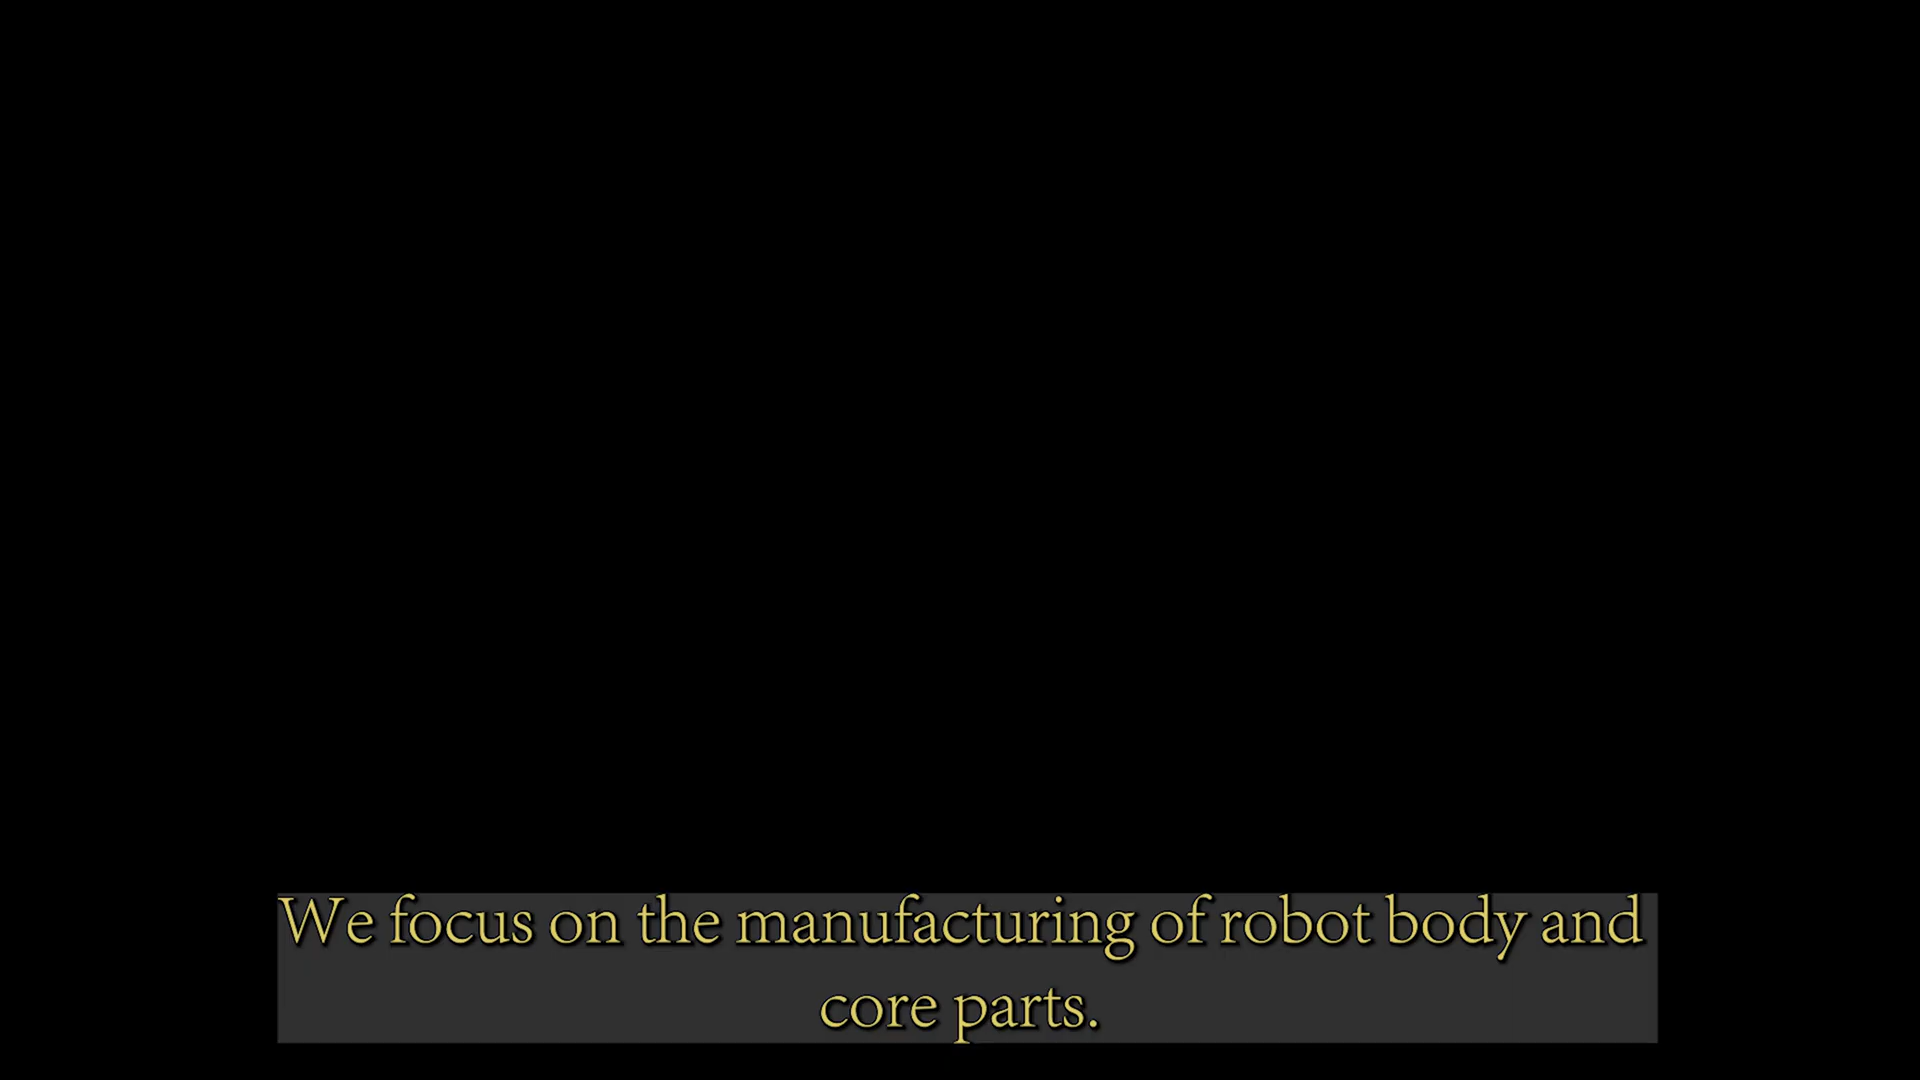 We focus on the manufacturing of robot body and
core parts.